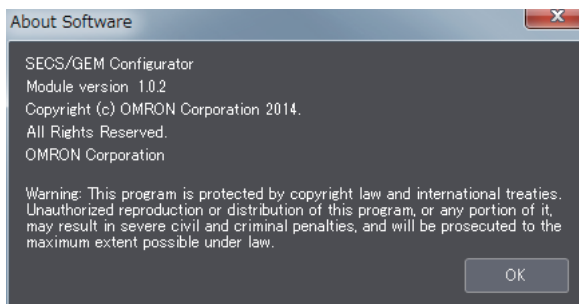 About Software
SECS/GEM Configurator
Module version 1.0.2
Copyright (c) OMRON Corporation 2014.
All Rights Reserved.
OMRON Corporation
Warning: This program is protected by copyright law and international treaties.
Unauthorized reproduction or distribution of this program, or any portion of it,
may result in severe civil and criminal penalties, and will be prosecuted to the
maximum extent possible under law.
OK